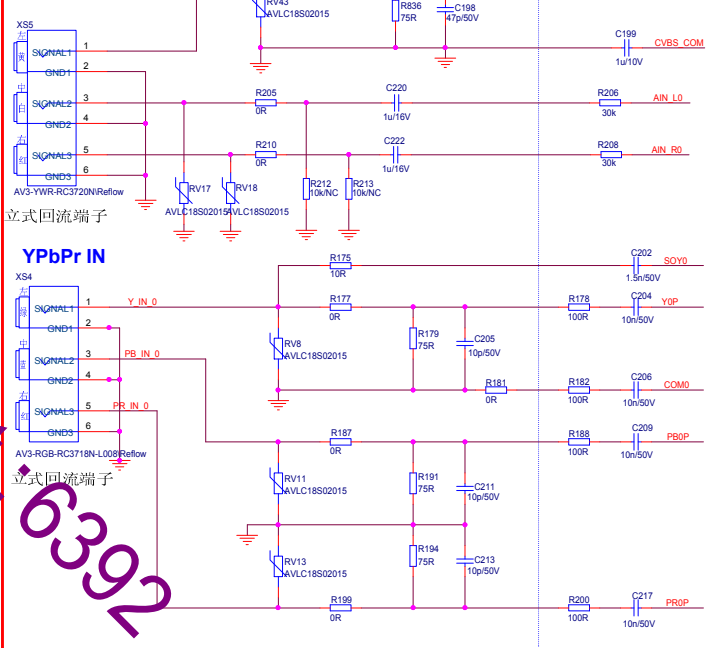 RV43
AVLC18S02015
R836
75R
C198
47p/50V
C199
1u/10V
CVBS_COM
XS5
左
黄
SIGNAL1
1
GND1
2
中
白
SIGNAL2
3
GND2
4
右
红
SIGNAL3
5
GND3
6
AV3-YWR-RC3720N\Reflow
立式回流端子
R205
0R
C220
1u/16V
R206
30k
AIN_L0
R210
0R
C222
1u/16V
R208
30k
AIN_R0
RV17
AVLC18S02015
RV18
AVLC18S02015
R212
10k/NC
R213
10k/NC
YPbPr IN
XS4
左
绿
SIGNAL1
1
Y_IN_0
GND1
2
中
蓝
SIGNAL2
3
PB_IN_0
GND2
4
右
红
SIGNAL3
5
PR_IN_0
GND3
6
AV3-RGB-RC3718N-L008\Reflow
立式回流端子
R175
10R
C202
1.5n/50V
SOY0
R177
0R
R178
100R
C204
10n/50V
Y0P
RV8
AVLC18S02015
R179
75R
C205
10p/50V
R181
0R
R182
100R
C206
10n/50V
COM0
R187
0R
R188
100R
C209
10n/50V
PB0P
RV11
AVLC18S02015
R191
75R
C211
10p/50V
RV13
AVLC18S02015
R194
75R
C213
10p/50V
R199
0R
R200
100R
C217
10n/50V
PR0P
6392